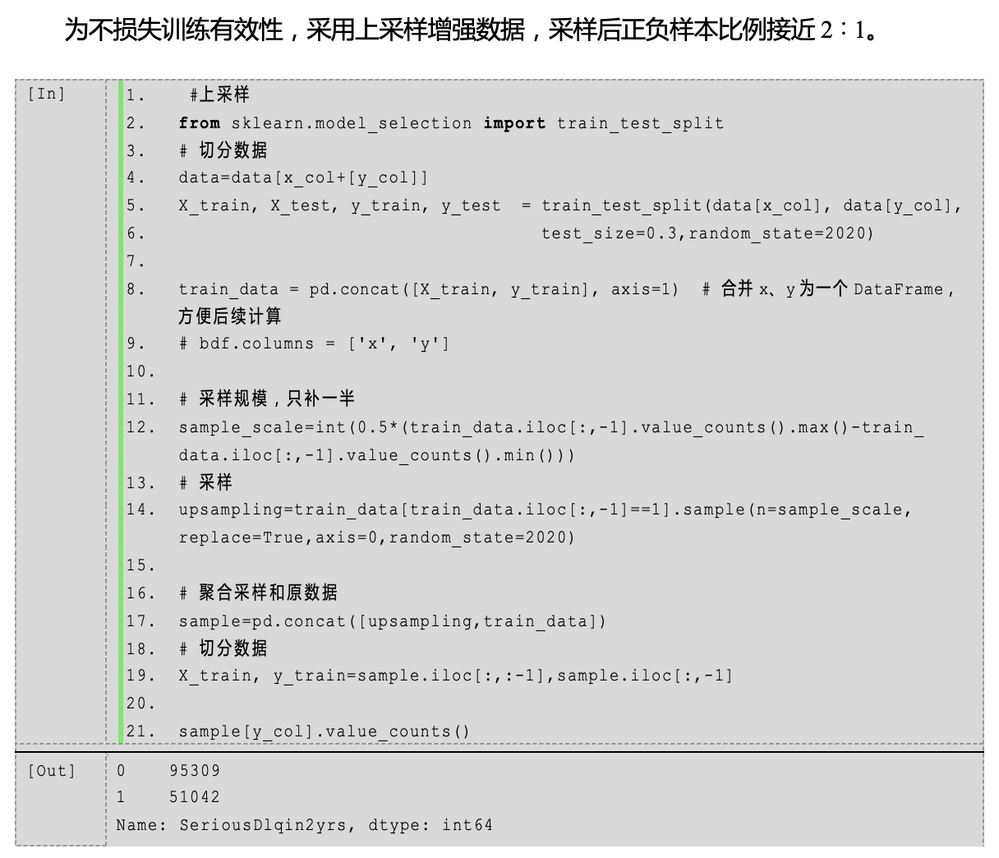 为不损失训练有效性，采用上采样增强数据，采样后正负样本比例接近 2∶1。
[In]
1. #上采样
2. from sklearn.model_selection import train_test_split
3. # 切分数据
4. data=data[x_col+[y_col]]
5. X_train, X_test, y_train, y_test = train_test_split(data[x_col], data[y_col],
6. test_size=0.3,random_state=2020)
7.
8. train_data = pd.concat([X_train, y_train], axis=1) # 合并 x、y 为一个 DataFrame，
方便后续计算
9. # bdf.columns = ['x', 'y']
10.
11. # 采样规模，只补一半
12. sample_scale=int(0.5*(train_data.iloc[:,-1].value_counts().max()-train_
data.iloc[:,-1].value_counts().min()))
13. # 采样
14. upsampling=train_data[train_data.iloc[:,-1]==1].sample(n=sample_scale,
replace=True,axis=0,random_state=2020)
15.
16. # 聚合采样和原数据
17. sample=pd.concat([upsampling,train_data])
18. # 切分数据
19. X_train, y_train=sample.iloc[:,:-1],sample.iloc[:,-1]
20.
21. sample[y_col].value_counts()
[Out]
0 95309
1 51042
Name: SeriousDlqin2yrs, dtype: int64